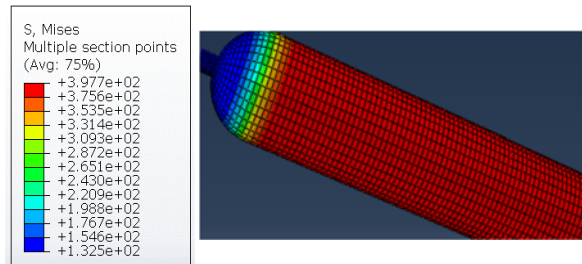 S, Mises
Multiple section points
(Avg: 75%)
+3.977e+02
+3.756e+02
+3.535e+02
+3.314e+02
+3.093e+02
+2.872e+02
+2.651e+02
+2.430e+02
+2.209e+02
+1.988e+02
+1.767e+02
+1.546e+02
+1.325e+02